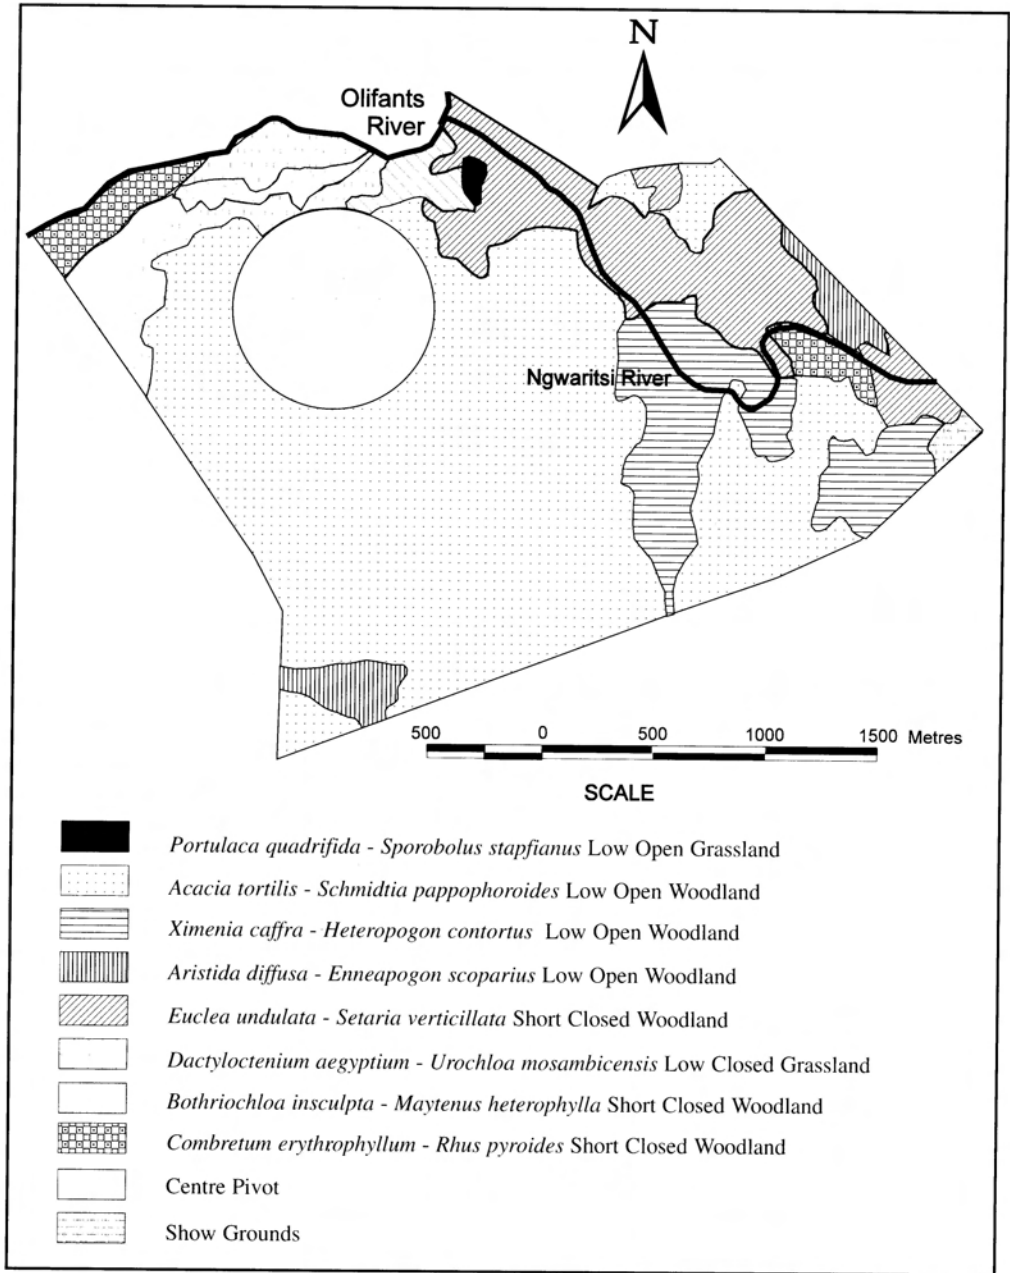 N
Olifants
River
Ngwaritsi River
500 0 500 1000 1500 Metres
SCALE
Portulaca quadrifida - Sporobolus stapfianus Low Open Grassland
Acacia tortilis - Schmidtia pappophoroides Low Open Woodland
Ximenia caffra - Heteropogon contortus Low Open Woodland
Aristida diffusa - Enneapogon scoparius Low Open Woodland
Euclea undulata - Setaria verticillata Short Closed Woodland
Dactyloctenium aegyptium - Urochloa mosambicensis Low Closed Grassland
Bothriochloa insculpta - Maytenus heterophylla Short Closed Woodland
Combretum erythrophyllum - Rhus pyroides Short Closed Woodland
Centre Pivot
Show Grounds